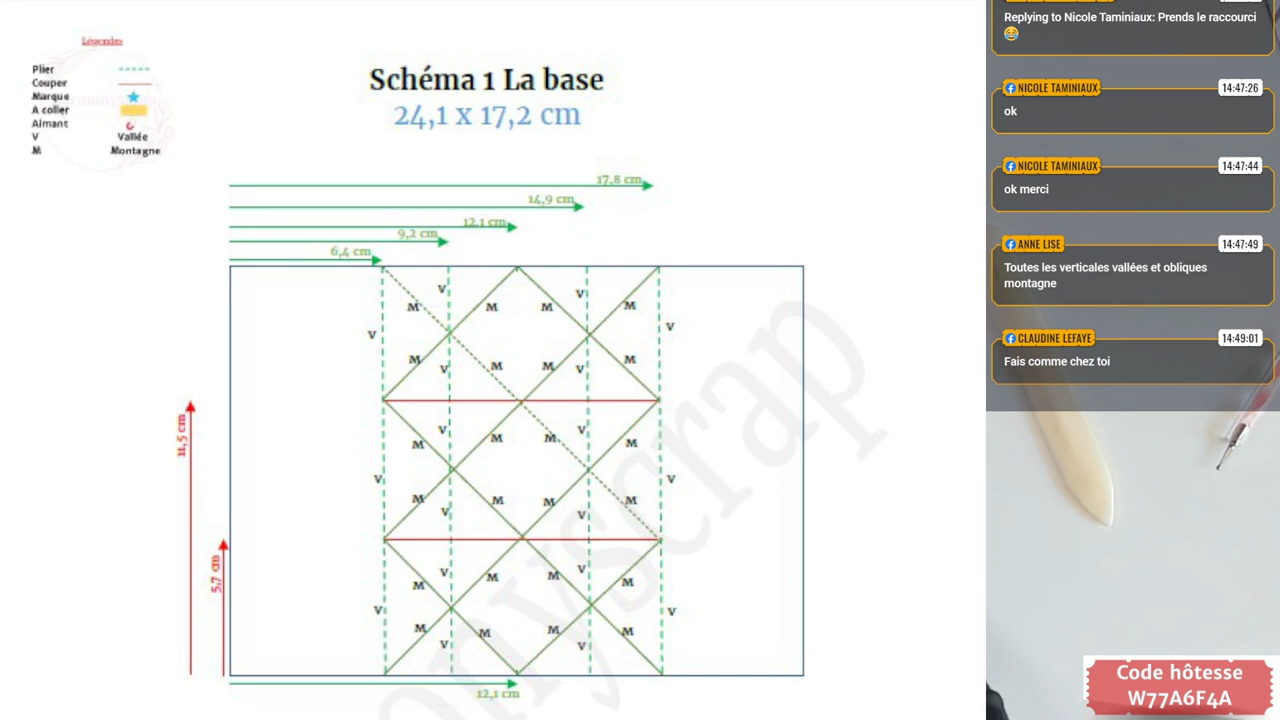 Légendes
Plier
Couper
Marque
A coller
Aimant
V Vallée
M Montagne
Schéma 1 La base
24,1 x 17,2 cm
17,8 cm
14,9 cm
12,1 cm
9,2 cm
6,4 cm
V V
M M M M
V V
M M M M
V V
V V
M M M M
V V
M M M M
V V
V V
M M M M
V V
M M M M
V V
11,5 cm
5,7 cm
12,1 cm
Replying to Nicole Taminiaux: Prends le raccourci
😂
NICOLE TAMINIAUX 14:47:26
ok
NICOLE TAMINIAUX 14:47:44
ok merci
ANNE LISE 14:47:49
Toutes les verticales vallées et obliques
montagne
CLAUDINE LEFAYE 14:49:01
Fais comme chez toi
Code hôtesse
W77A6F4A